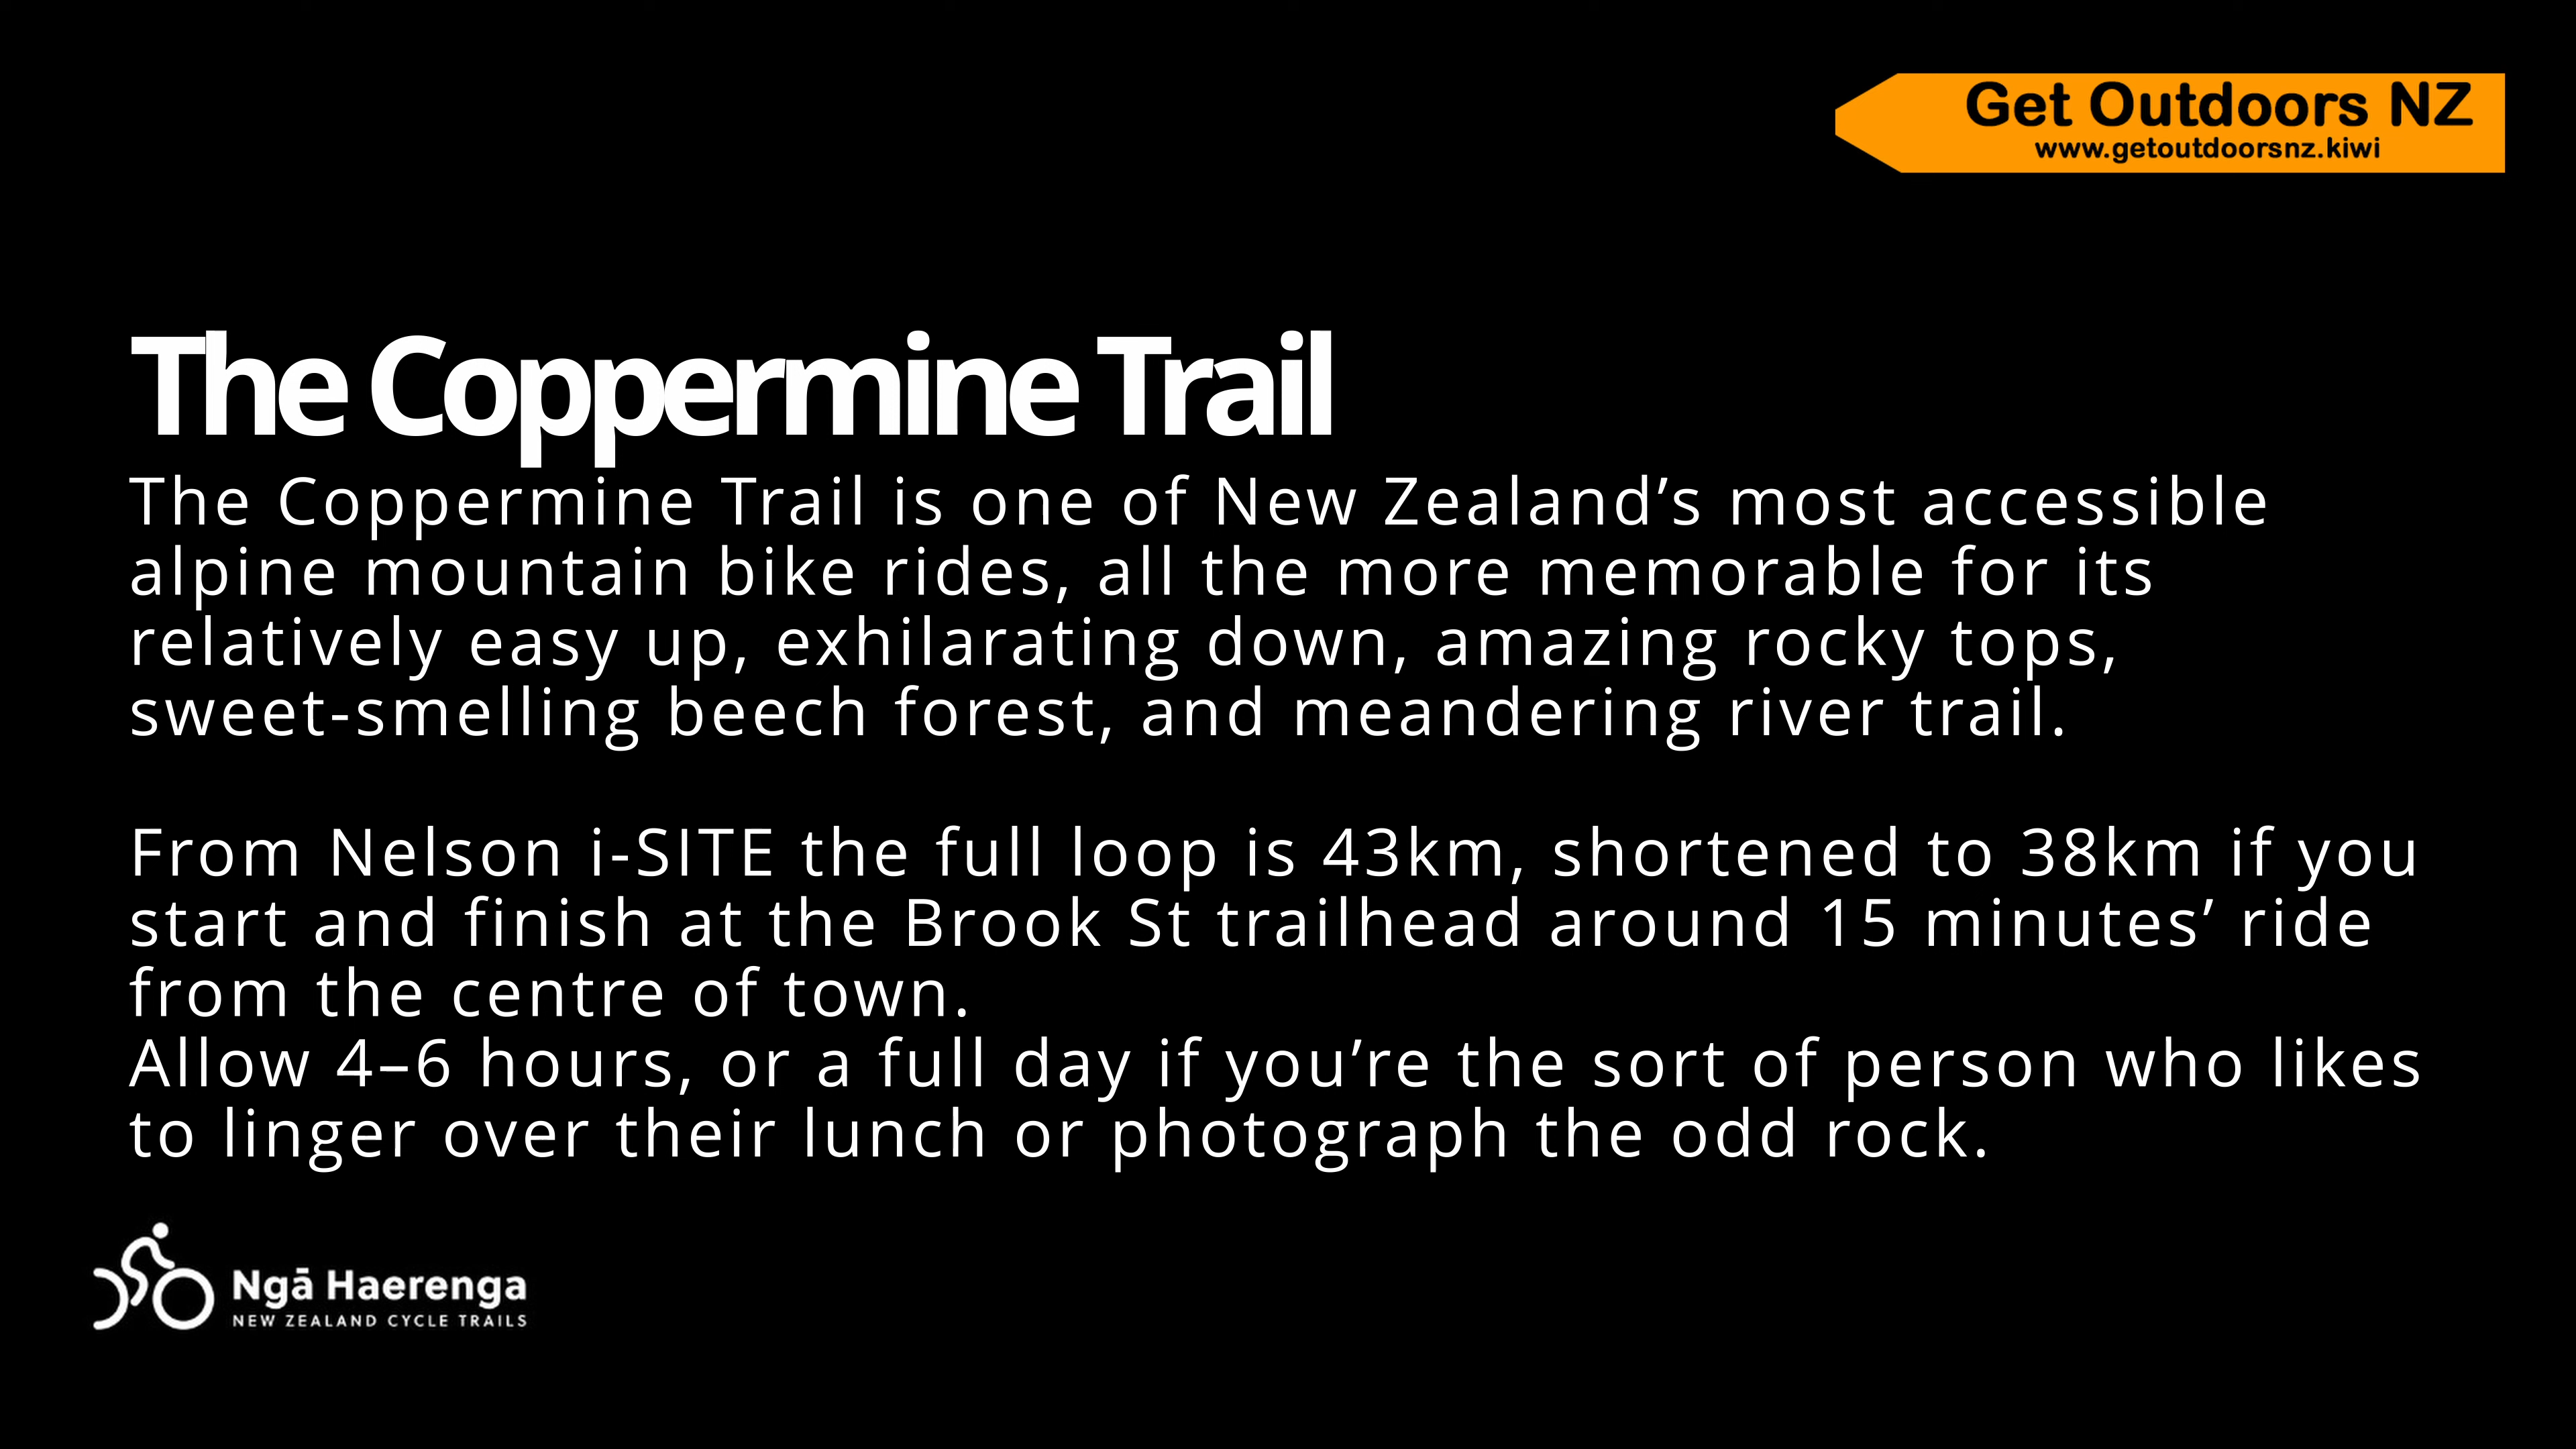 Get Outdoors NZ
www.getoutdoorsnz.kiwi
The Coppermine Trail
The Coppermine Trail is one of New Zealand’s most accessible
alpine mountain bike rides, all the more memorable for its
relatively easy up, exhilarating down, amazing rocky tops,
sweet-smelling beech forest, and meandering river trail.
From Nelson i-SITE the full loop is 43km, shortened to 38km if you
start and finish at the Brook St trailhead around 15 minutes’ ride
from the centre of town.
Allow 4–6 hours, or a full day if you’re the sort of person who likes
to linger over their lunch or photograph the odd rock.
Ngā Haerenga
NEW ZEALAND CYCLE TRAILS